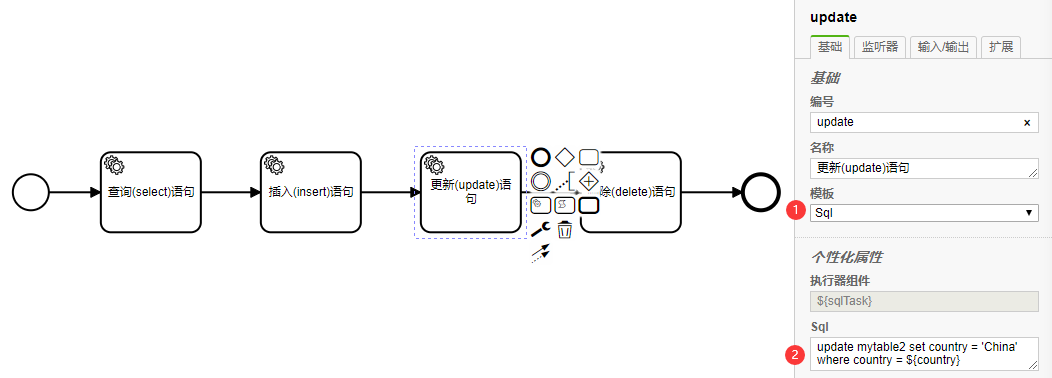 查询(select)语句
插入(insert)语句
更新(update)语
句
除(delete)语句
update
基础
监听器
输入/输出
扩展
基础
编号
update
名称
更新(update)语句
模板
1
Sql
个性化属性
执行器组件
${sqlTask}
Sql
2
update mytable2 set country = 'China'
where country = ${country}